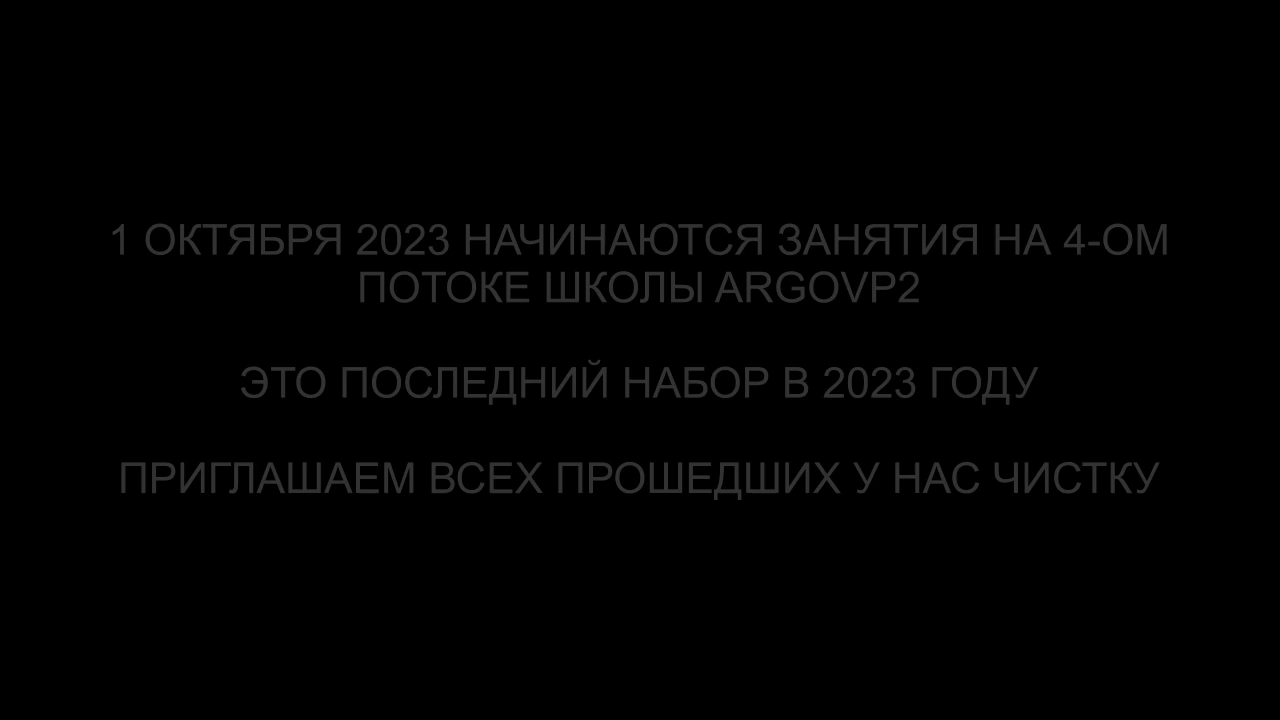 1 ОКТЯБРЯ 2023 НАЧИНАЮТСЯ ЗАНЯТИЯ НА 4-ОМ
ПОТОКЕ ШКОЛЫ ARGOVP2
ЭТО ПОСЛЕДНИЙ НАБОР В 2023 ГОДУ
ПРИГЛАШАЕМ ВСЕХ ПРОШЕДШИХ У НАС ЧИСТКУ